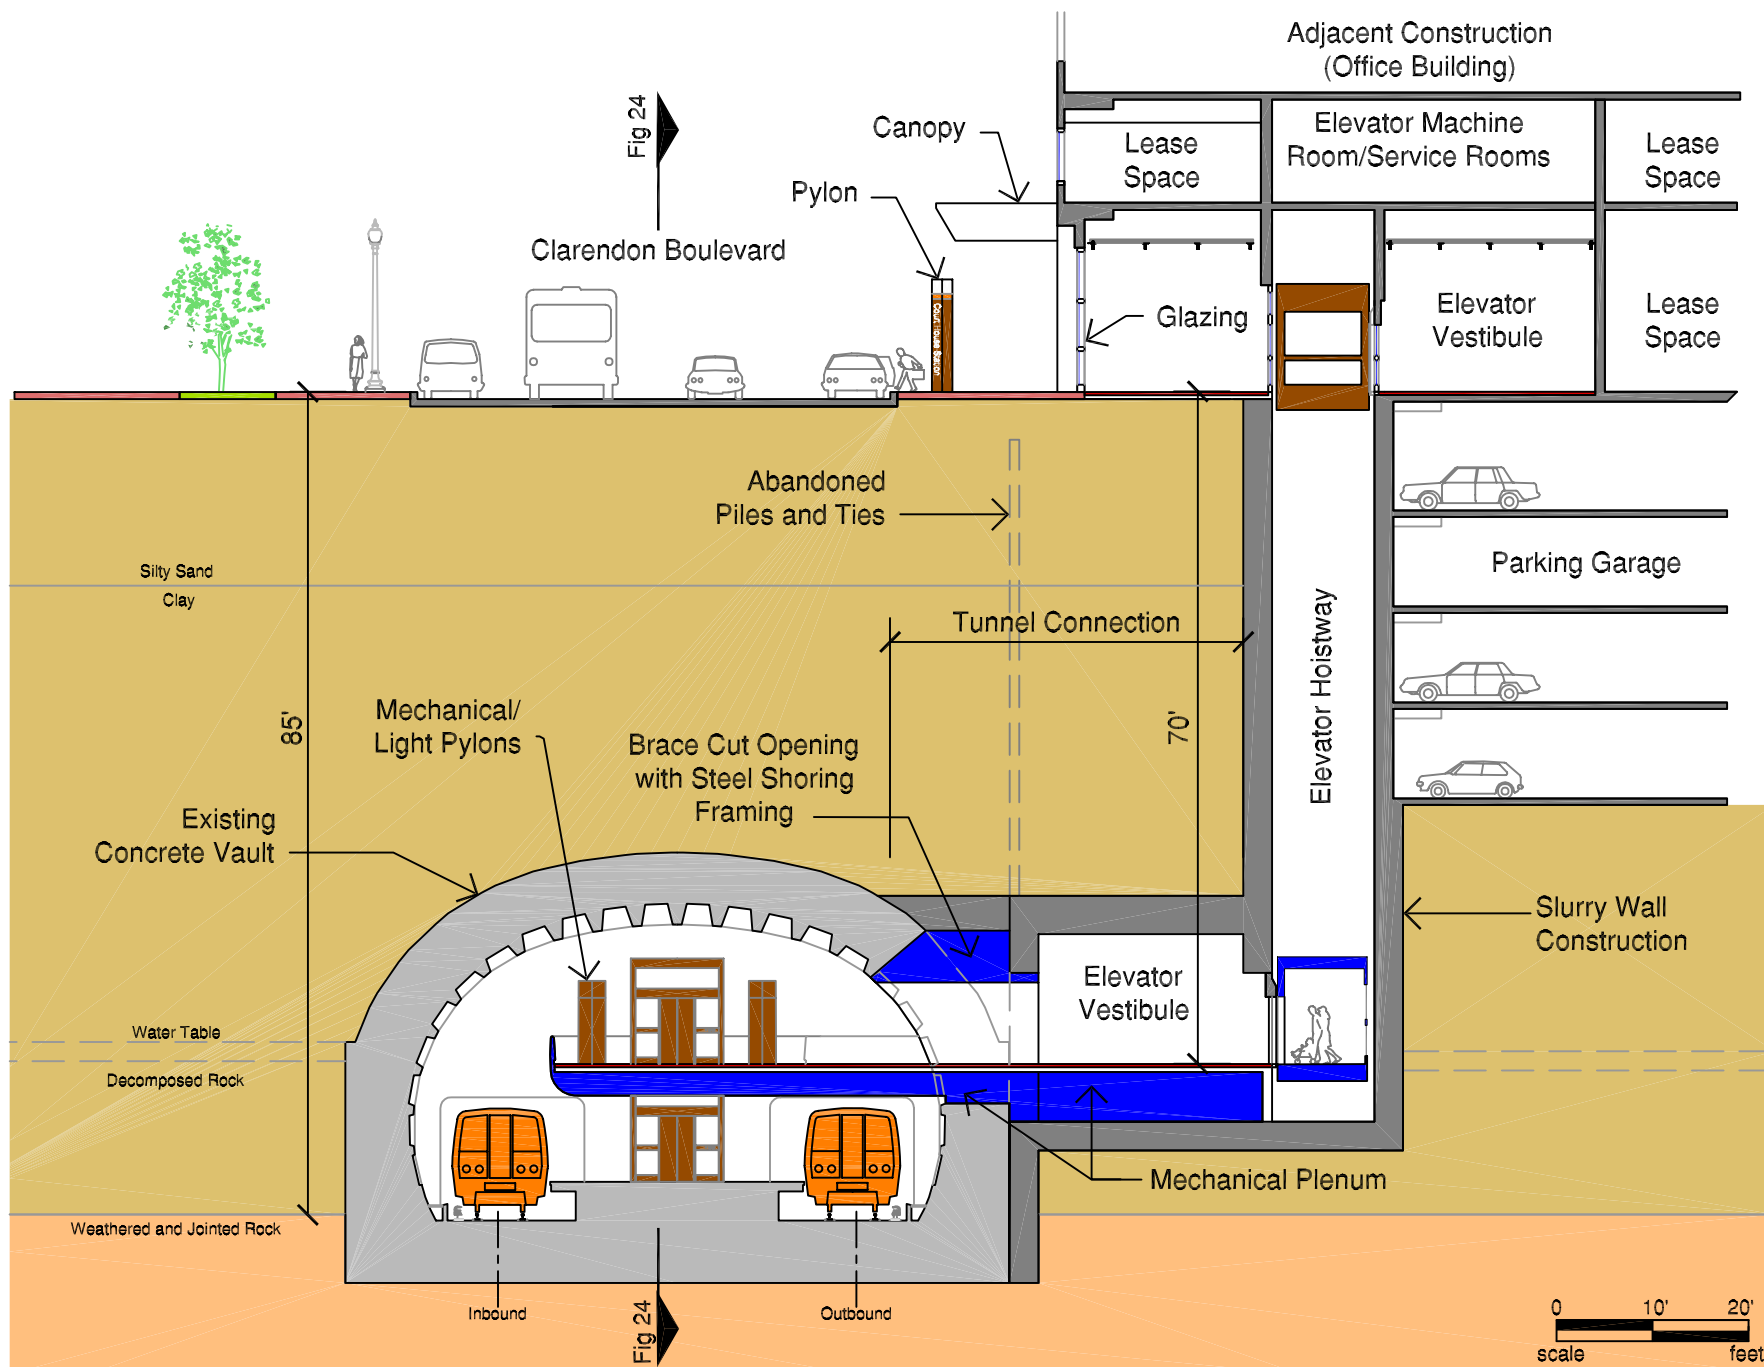 Adjacent Construction
(Office Building)
Fig 24
Canopy
Lease
Space
Elevator Machine
Room/Service Rooms
Lease
Space
Pylon
Clarendon Boulevard
Glazing
Elevator
Vestibule
Lease
Space
Court House Station
Abandoned
Piles and Ties
Parking Garage
Silty Sand
Clay
Tunnel Connection
Elevator Hoistway
85'
70'
Mechanical/
Light Pylons
Brace Cut Opening
with Steel Shoring
Framing
Existing
Concrete Vault
Slurry Wall
Construction
Elevator
Vestibule
Water Table
Decomposed Rock
Mechanical Plenum
Weathered and Jointed Rock
Inbound
Outbound
Fig 24
0 10' 20'
scale feet